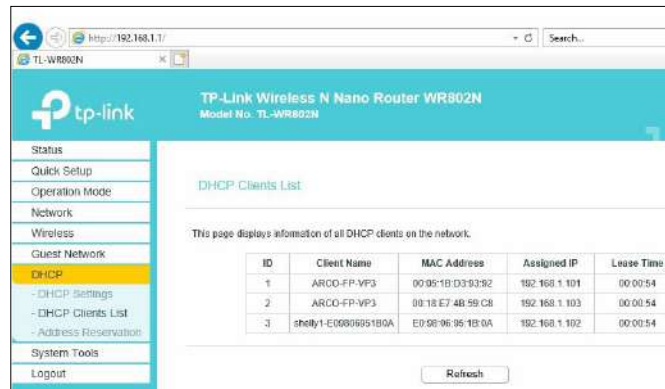 http://192.168.1.1/
Search...
TL-WR802N
tp-link
TP-Link Wireless N Nano Router WR802N
Model No. TL-WR802N
Status
Quick Setup
Operation Mode
Network
Wireless
Guest Network
DHCP
- DHCP Settings
- DHCP Clients List
- Address Reservation
System Tools
Logout
DHCP Clients List
This page displays information of all DHCP clients on the network.
ID Client Name MAC Address Assigned IP Lease Time
1 ARCO-FP-VP3 00:05:1B:D3:93:92 192.168.1.101 00:00:54
2 ARCO-FP-VP3 00:18:E7:4B:59:C8 192.168.1.103 00:00:54
3 shelly1-E09806951B0A E0:98:06:95:1B:0A 192.168.1.102 00:00:54
Refresh